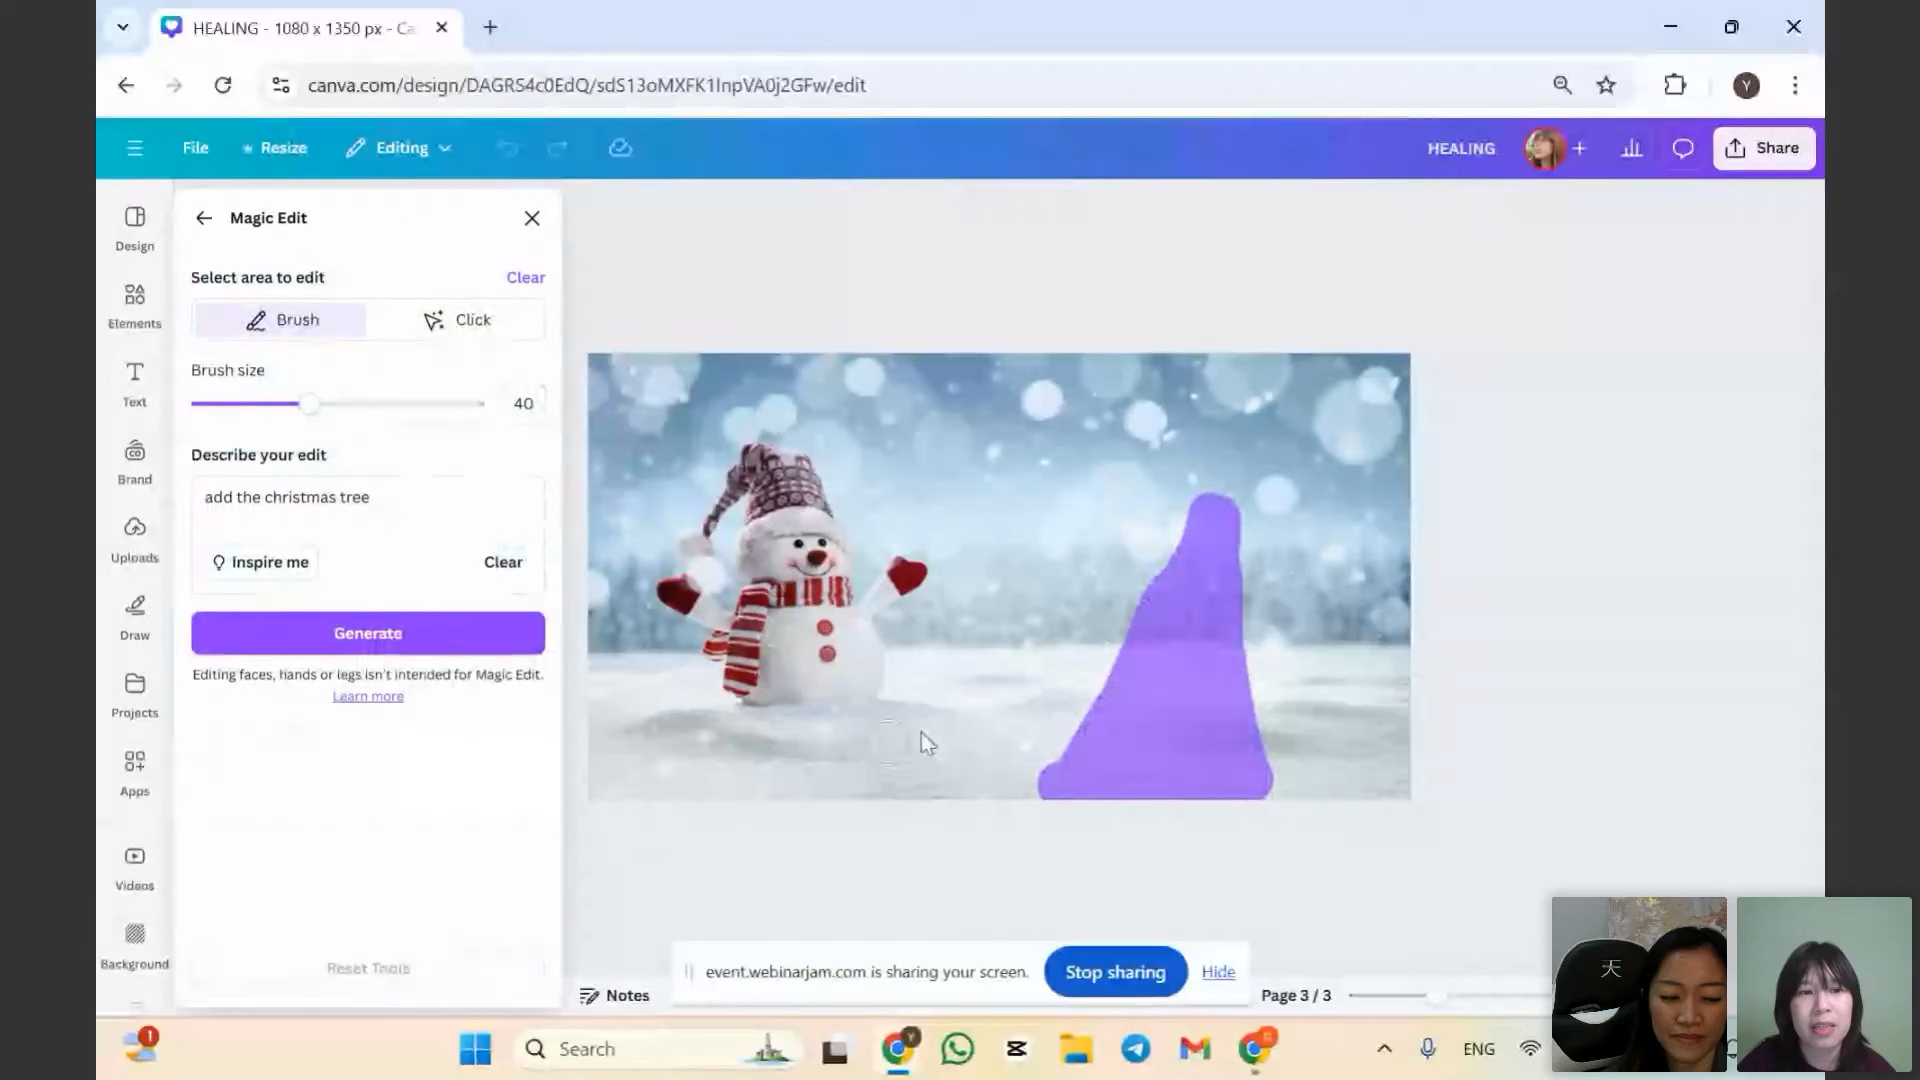 HEALING - 1080 x 1350 px - Ca
canva.com/design/DAGRS4c0EdQ/sdS13oMXFK1lnpVA0j2GFw/edit
Y
File
Resize
Editing
HEALING
Share
Design
Elements
Text
Brand
Uploads
Draw
Projects
Apps
Videos
Background
Magic Edit
Select area to edit
Clear
Brush
Click
Brush size
40
Describe your edit
add the christmas tree
Inspire me
Clear
Generate
Editing faces, hands or legs isn't intended for Magic Edit.
Learn more
Reset Tools
event.webinarjam.com is sharing your screen.
Stop sharing
Hide
Notes
Page 3 / 3
天
1
Search
ENG